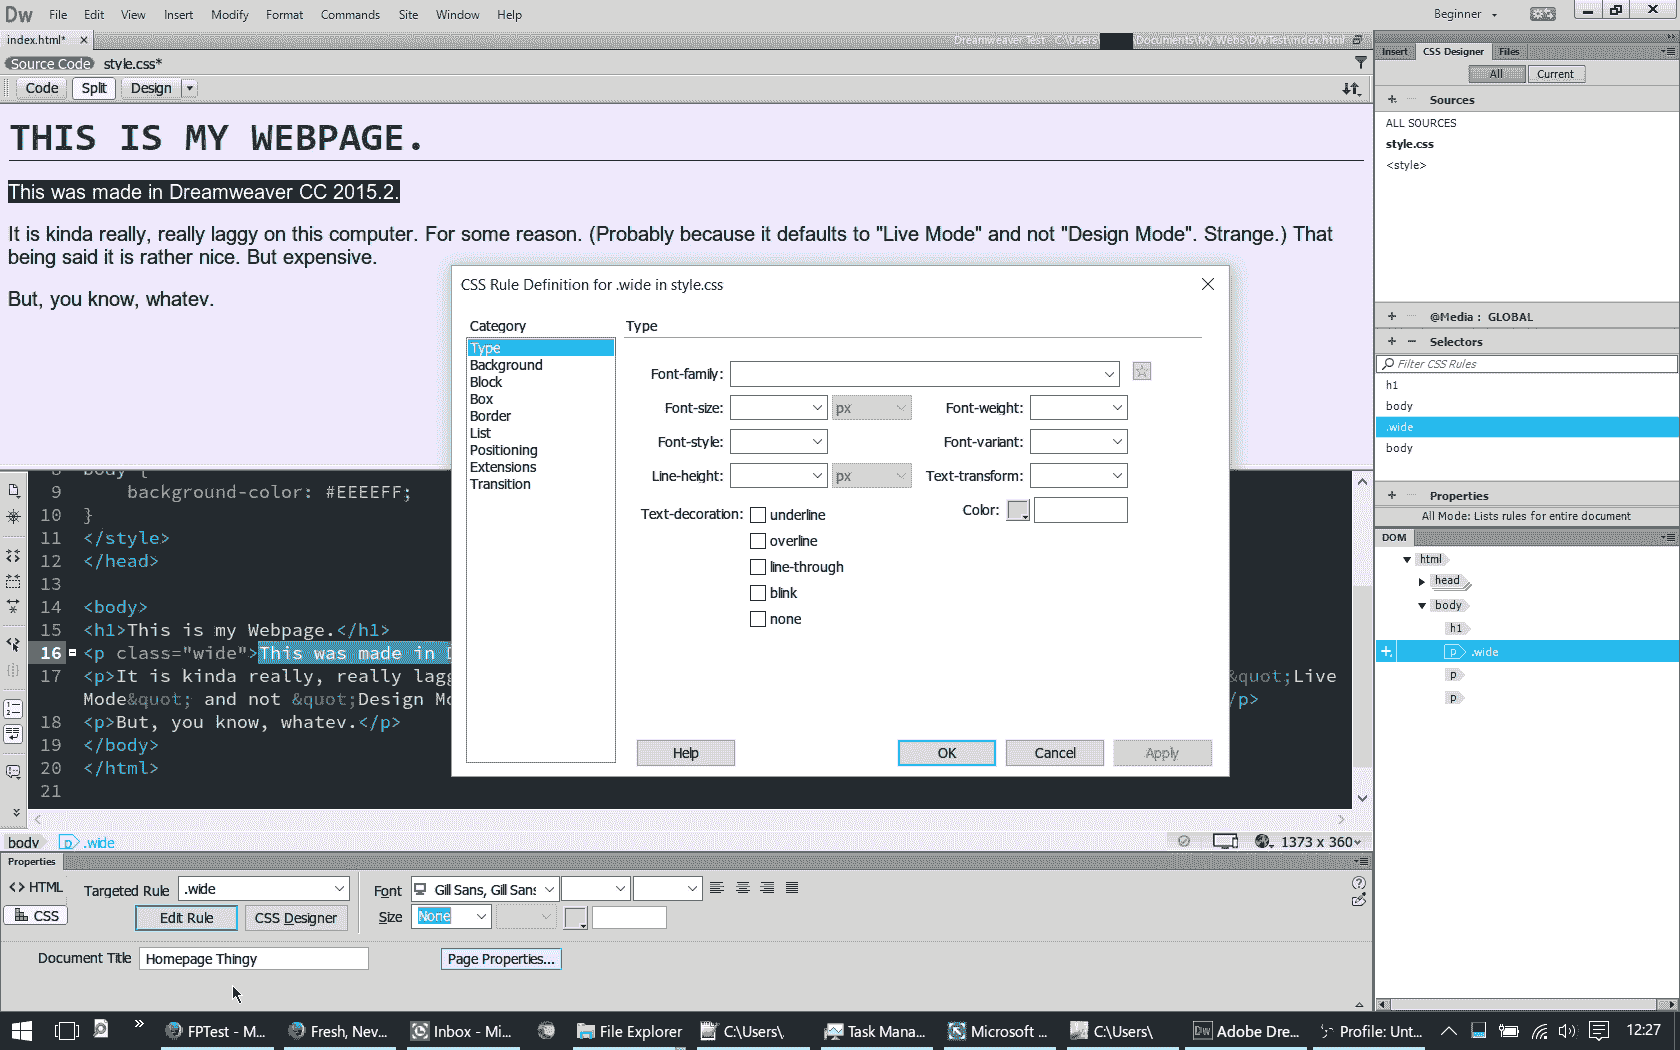 Dw File Edit View Insert Modify Format Commands Site Window Help Beginner
index.html* × Dreamweaver Test - C:\Users\ \Documents\My Webs\DWTest\index.html
Source Code style.css*
Code Split Design
THIS IS MY WEBPAGE.
This was made in Dreamweaver CC 2015.2.
It is kinda really, really laggy on this computer. For some reason. (Probably because it defaults to "Live Mode" and not "Design Mode". Strange.) That
being said it is rather nice. But expensive.
But, you know, whatev.
CSS Rule Definition for .wide in style.css
Category
Type
Background
Block
Box
Border
List
Positioning
Extensions
Transition
Type
Font-family:
Font-size: px Font-weight:
Font-style: Font-variant:
Line-height: px Text-transform:
Color:
Text-decoration: underline
overline
line-through
blink
none
Help OK Cancel Apply
8 body {
9 background-color: #EEEEFF;
10 }
11 </style>
12 </head>
13
14 <body>
15 <h1>This is my Webpage.</h1>
16 <p class="wide">This was made in
17 <p>It is kinda really, really lagg &quot;Live
Mode&quot; and not &quot;Design Mo /p>
18 <p>But, you know, whatev.</p>
19 </body>
20 </html>
21
body p .wide 1373 x 360
Properties
<> HTML Targeted Rule .wide Font Gill Sans, Gill Sans
CSS Edit Rule CSS Designer Size None
Document Title Homepage Thingy Page Properties...
Insert CSS Designer Files
All Current
+ Sources
ALL SOURCES
style.css
<style>
+ @Media : GLOBAL
+ − Selectors
Filter CSS Rules
h1
body
.wide
body
+ Properties
All Mode: Lists rules for entire document
DOM
html
head
body
h1
+ p .wide
p
p
» FPTest - M... Fresh, Nev... Inbox - Mi... File Explorer C:\Users\ Task Mana... Microsoft ... C:\Users\ Dw Adobe Dre... Profile: Unt... 12:27